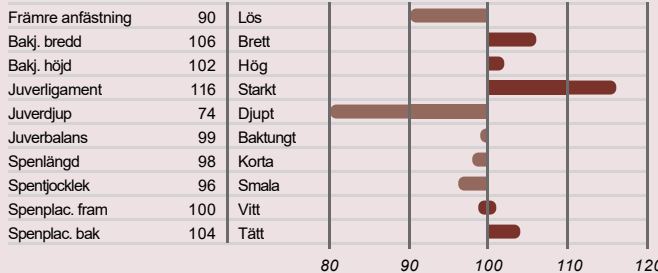 Främre anfästning 90 Lös
Bakj. bredd 106 Brett
Bakj. höjd 102 Hög
Juverligament 116 Starkt
Juverdjup 74 Djupt
Juverbalans 99 Baktungt
Spenlängd 98 Korta
Spentjocklek 96 Smala
Spenplac. fram 100 Vitt
Spenplac. bak 104 Tätt
80 90 100 110 120